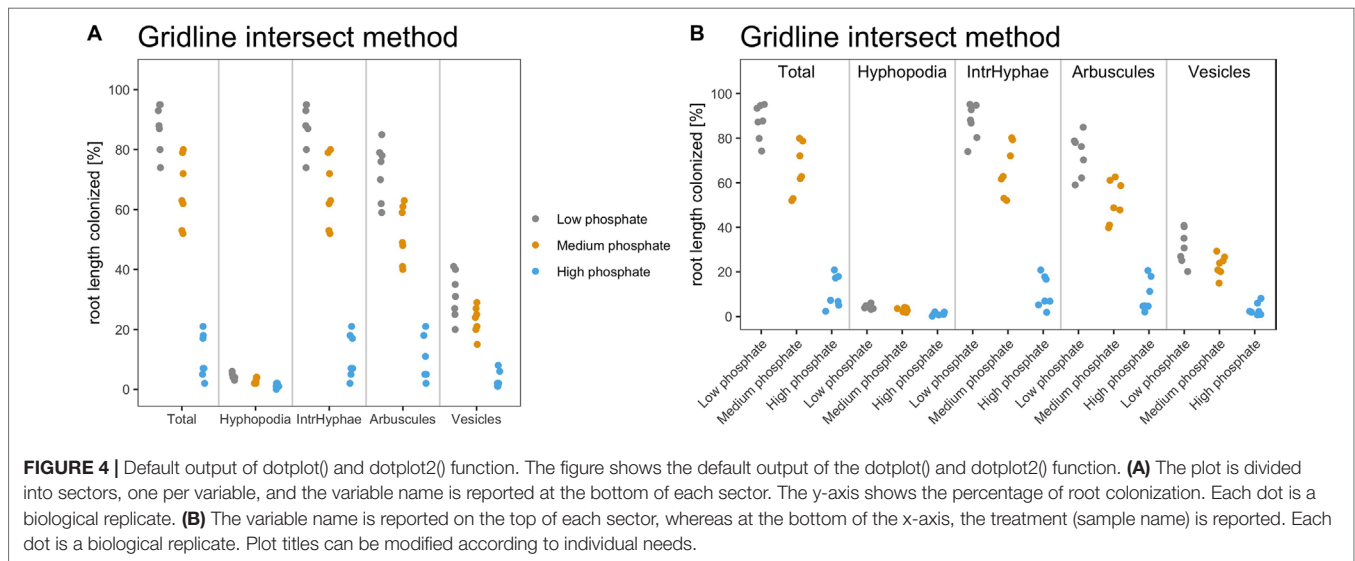 A Gridline intersect method
root length colonized [%]
100
80
60
40
20
0
Total Hyphopodia IntrHyphae Arbuscules Vesicles
Low phosphate
Medium phosphate
High phosphate
B Gridline intersect method
Total Hyphopodia IntrHyphae Arbuscules Vesicles
root length colonized [%]
100
80
60
40
20
0
Low phosphate
Medium phosphate
High phosphate
Low phosphate
Medium phosphate
High phosphate
Low phosphate
Medium phosphate
High phosphate
Low phosphate
Medium phosphate
High phosphate
Low phosphate
Medium phosphate
High phosphate
FIGURE 4 | Default output of dotplot() and dotplot2() function. The figure shows the default output of the dotplot() and dotplot2() function. (A) The plot is divided
into sectors, one per variable, and the variable name is reported at the bottom of each sector. The y-axis shows the percentage of root colonization. Each dot is a
biological replicate. (B) The variable name is reported on the top of each sector, whereas at the bottom of the x-axis, the treatment (sample name) is reported. Each
dot is a biological replicate. Plot titles can be modified according to individual needs.